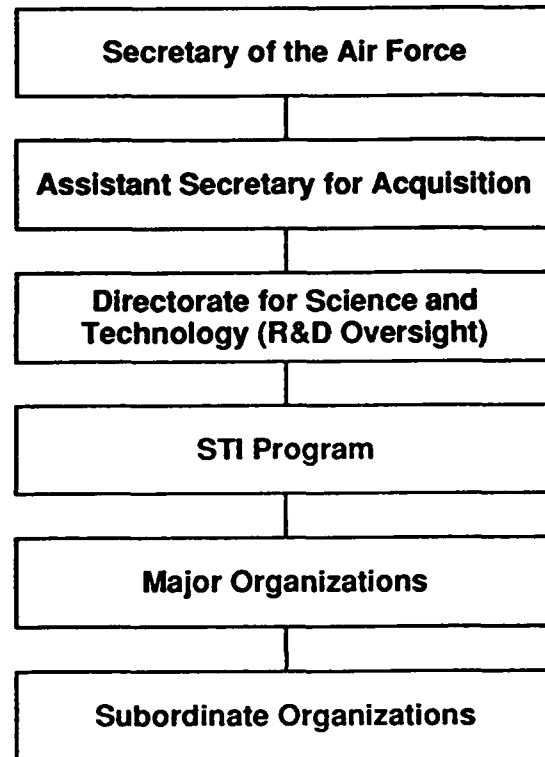 Secretary of the Air Force
Assistant Secretary for Acquisition
Directorate for Science and
Technology (R&D Oversight)
STI Program
Major Organizations
Subordinate Organizations